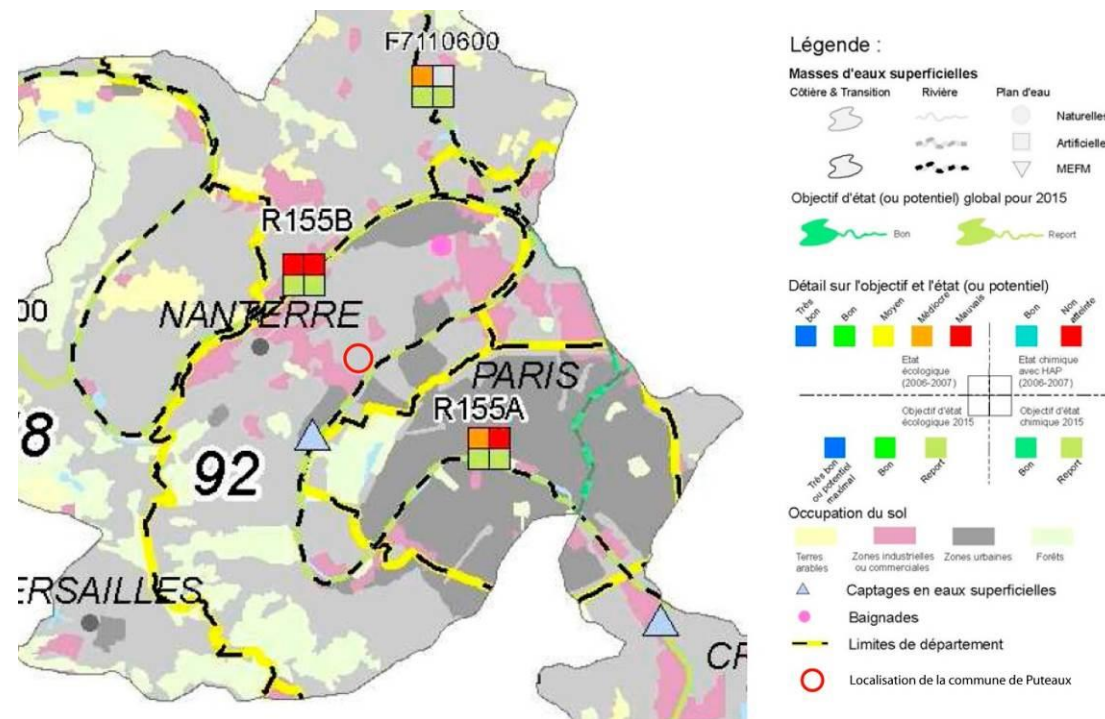 F7110600
R155B
00
NANTERRE
PARIS
R155A
8
92
ERSAILLES
CR
Légende :
Masses d'eaux superficielles
Côtière & Transition Rivière Plan d'eau
Naturelles
Artificielle
MEFM
Objectif d'état (ou potentiel) global pour 2015
Bon Report
Détail sur l'objectif et l'état (ou potentiel)
Très bon Bon Moyen Médiocre Mauvais Bon Non atteinte
Etat écologique (2006-2007) Etat chimique avec HAP (2006-2007)
Objectif d'état écologique 2015 Objectif d'état chimique 2015
Très bon ou potentiel maximal Bon Report Bon Report
Occupation du sol
Terres arables Zones industrielles ou commerciales Zones urbaines Forêts
Captages en eaux superficielles
Baignades
Limites de département
Localisation de la commune de Puteaux